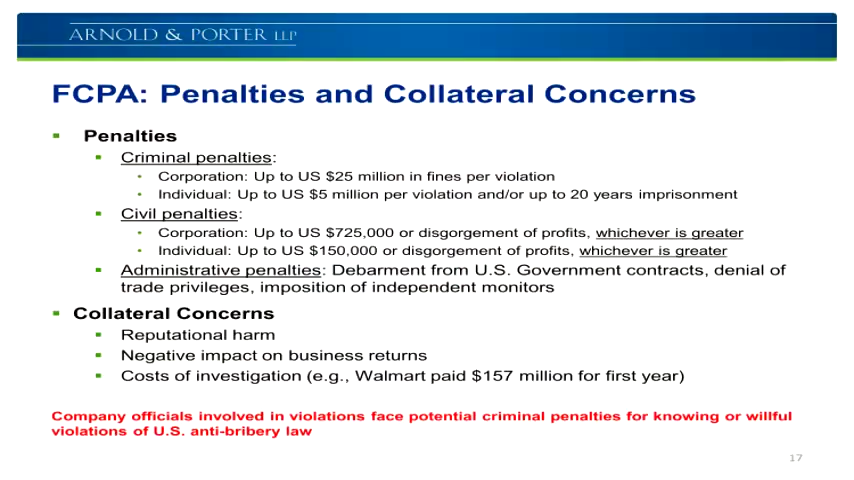 ARNOLD & PORTER LLP
FCPA: Penalties and Collateral Concerns
Penalties
Criminal penalties:
Corporation: Up to US $25 million in fines per violation
Individual: Up to US $5 million per violation and/or up to 20 years imprisonment
Civil penalties:
Corporation: Up to US $725,000 or disgorgement of profits, whichever is greater
Individual: Up to US $150,000 or disgorgement of profits, whichever is greater
Administrative penalties: Debarment from U.S. Government contracts, denial of
trade privileges, imposition of independent monitors
Collateral Concerns
Reputational harm
Negative impact on business returns
Costs of investigation (e.g., Walmart paid $157 million for first year)
Company officials involved in violations face potential criminal penalties for knowing or willful
violations of U.S. anti-bribery law
17